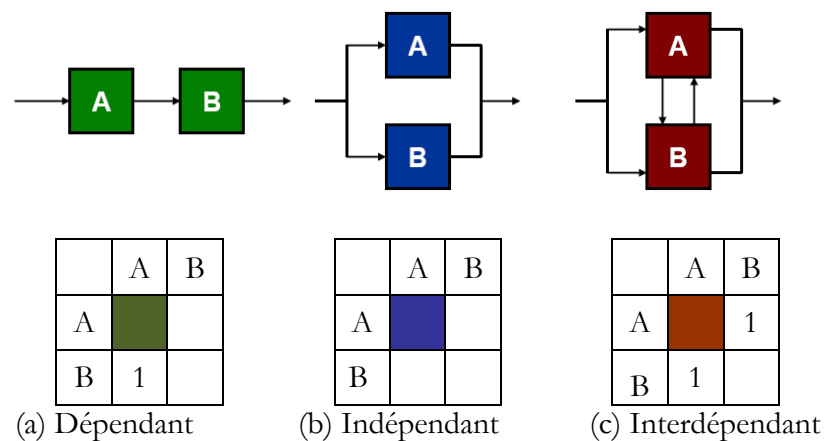 A
B
A
B
A
B
A B
A
B 1
A B
A
B
A B
A 1
B 1
(a) Dépendant
(b) Indépendant
(c) Interdépendant